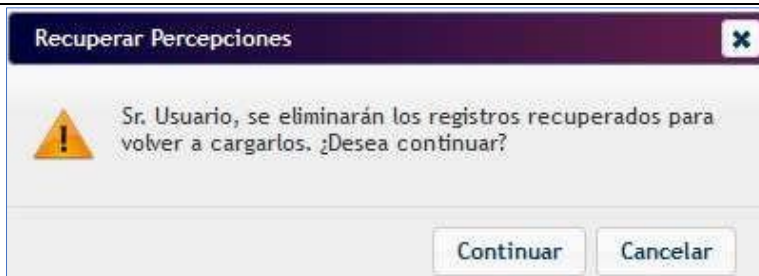 Recuperar Percepciones
Sr. Usuario, se eliminarán los registros recuperados para
volver a cargarlos. ¿Desea continuar?
Continuar Cancelar